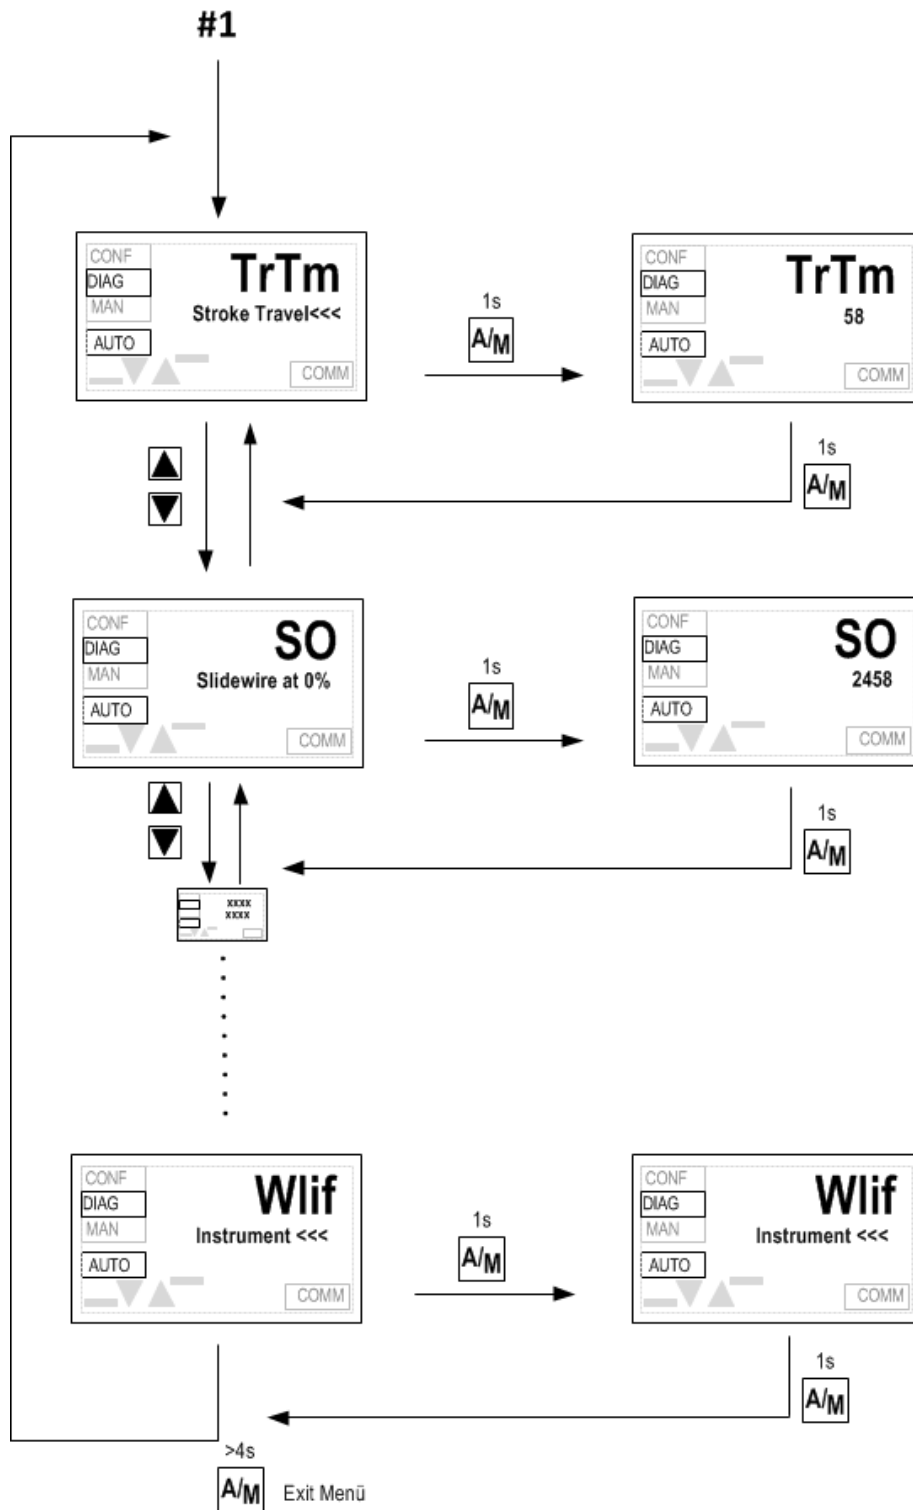 #1
CONF
DIAG
MAN
AUTO
TrTm
Stroke Travel<<<
COMM
1s
A/M
CONF
DIAG
MAN
AUTO
TrTm
58
COMM
1s
A/M
CONF
DIAG
MAN
AUTO
SO
Slidewire at 0%
COMM
1s
A/M
CONF
DIAG
MAN
AUTO
SO
2458
COMM
1s
A/M
xxxx
xxxx
CONF
DIAG
MAN
AUTO
Wlif
Instrument <<<
COMM
1s
A/M
CONF
DIAG
MAN
AUTO
Wlif
Instrument <<<
COMM
1s
A/M
>4s
A/M Exit Menü